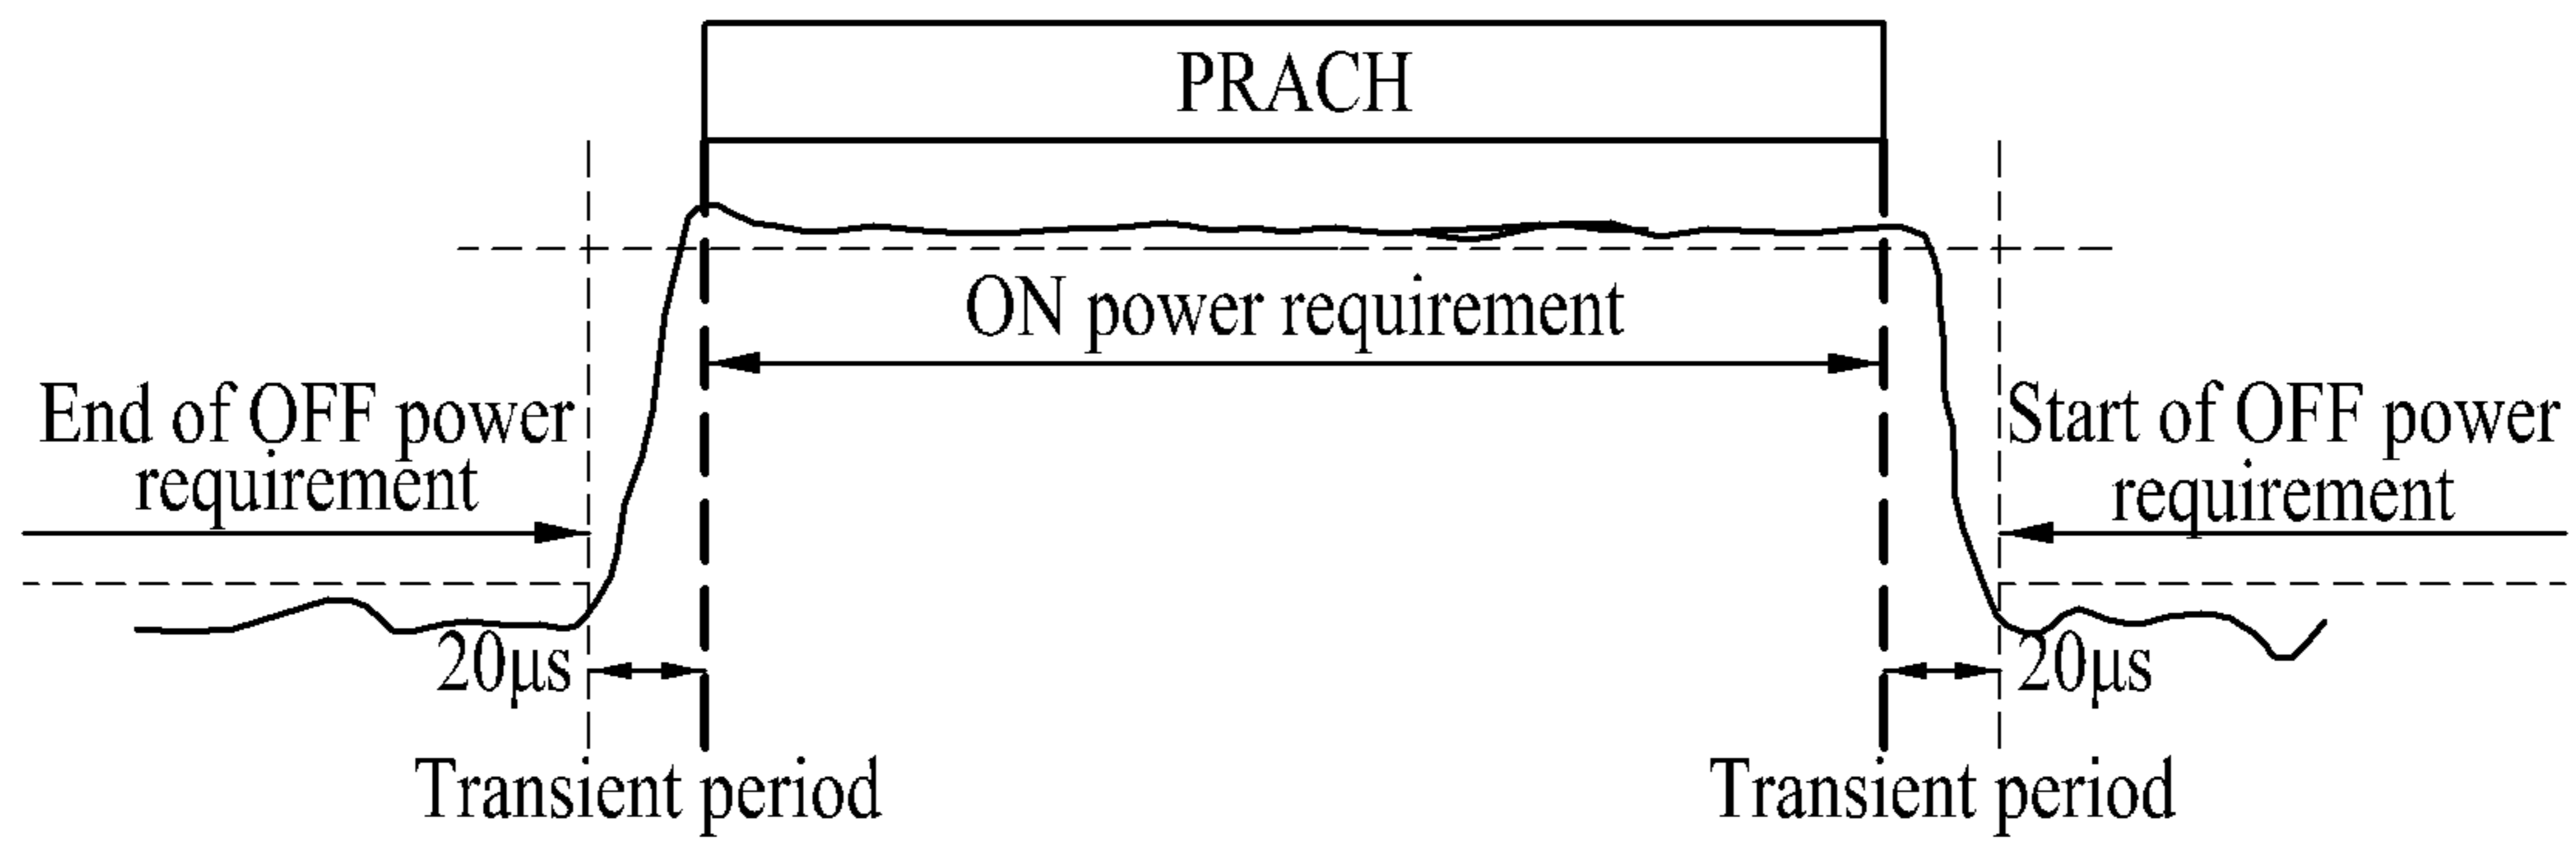 PRACH
ON power requirement
End of OFF power
requirement
Start of OFF power
requirement
20μs
20μs
Transient period
Transient period